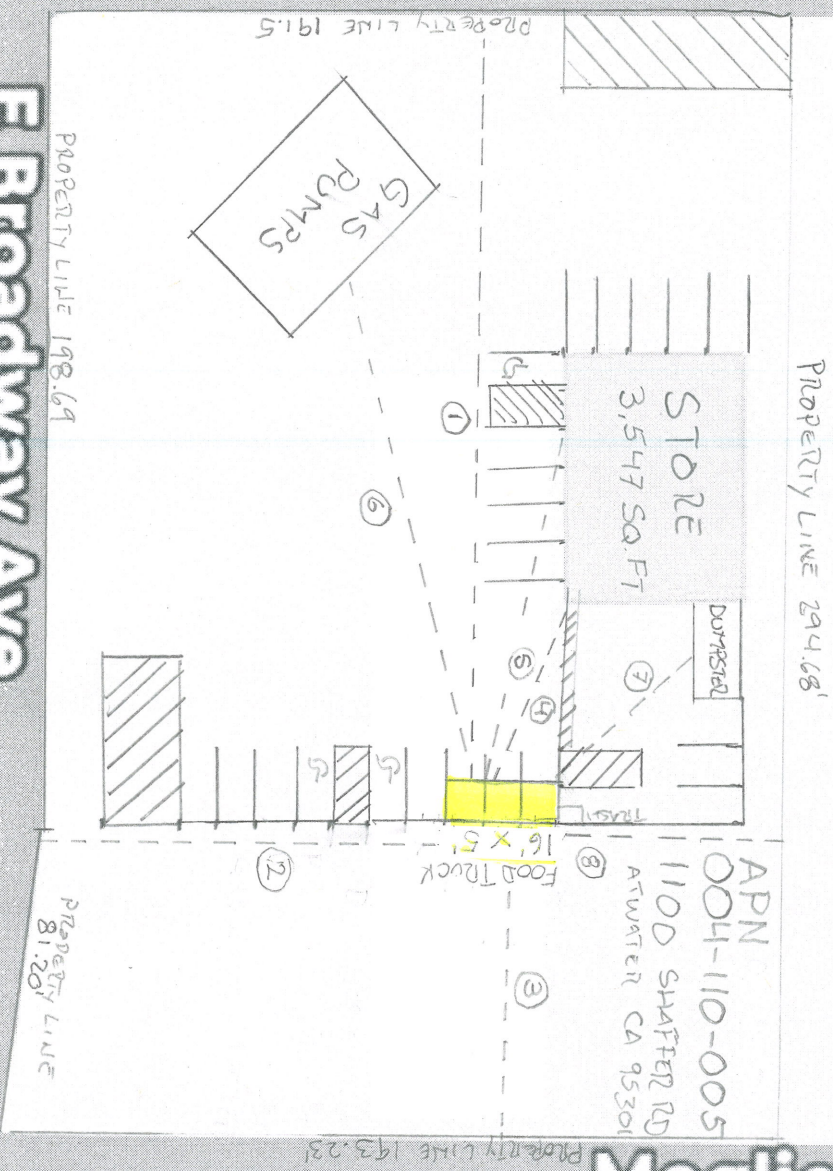 PROPERTY LINE 191.5
E Broadway Ave
PROPERTY LINE 198.69
GAS
PUMPS
PROPERTY LINE 294.68'
STORE
3,547 SQ.FT
1
6
5
4
7
DUMPSTER
TRASH
16' X 5'
FOOD TRUCK
8
2
3
APN
004-110-005
1100 SHAFFER RD
ATWATER CA 95301
PROPERTY LINE
81.20'
PROPERTY LINE 193.23'